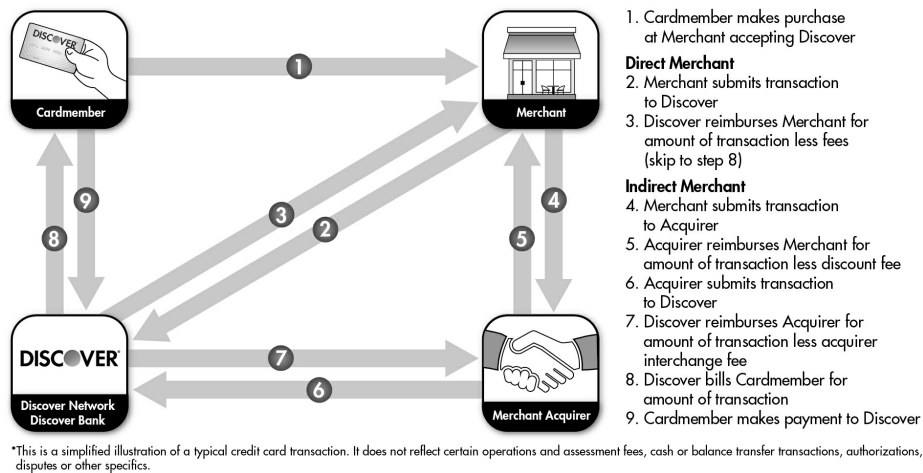 DISCOVER
Cardmember
Merchant
1
9
8
3
2
5
4
7
6
DISCOVER®
Discover Network
Discover Bank
Merchant Acquirer
1. Cardmember makes purchase
at Merchant accepting Discover
Direct Merchant
2. Merchant submits transaction
to Discover
3. Discover reimburses Merchant for
amount of transaction less fees
(skip to step 8)
Indirect Merchant
4. Merchant submits transaction
to Acquirer
5. Acquirer reimburses Merchant for
amount of transaction less discount fee
6. Acquirer submits transaction
to Discover
7. Discover reimburses Acquirer for
amount of transaction less acquirer
interchange fee
8. Discover bills Cardmember for
amount of transaction
9. Cardmember makes payment to Discover
*This is a simplified illustration of a typical credit card transaction. It does not reflect certain operations and assessment fees, cash or balance transfer transactions, authorizations,
disputes or other specifics.